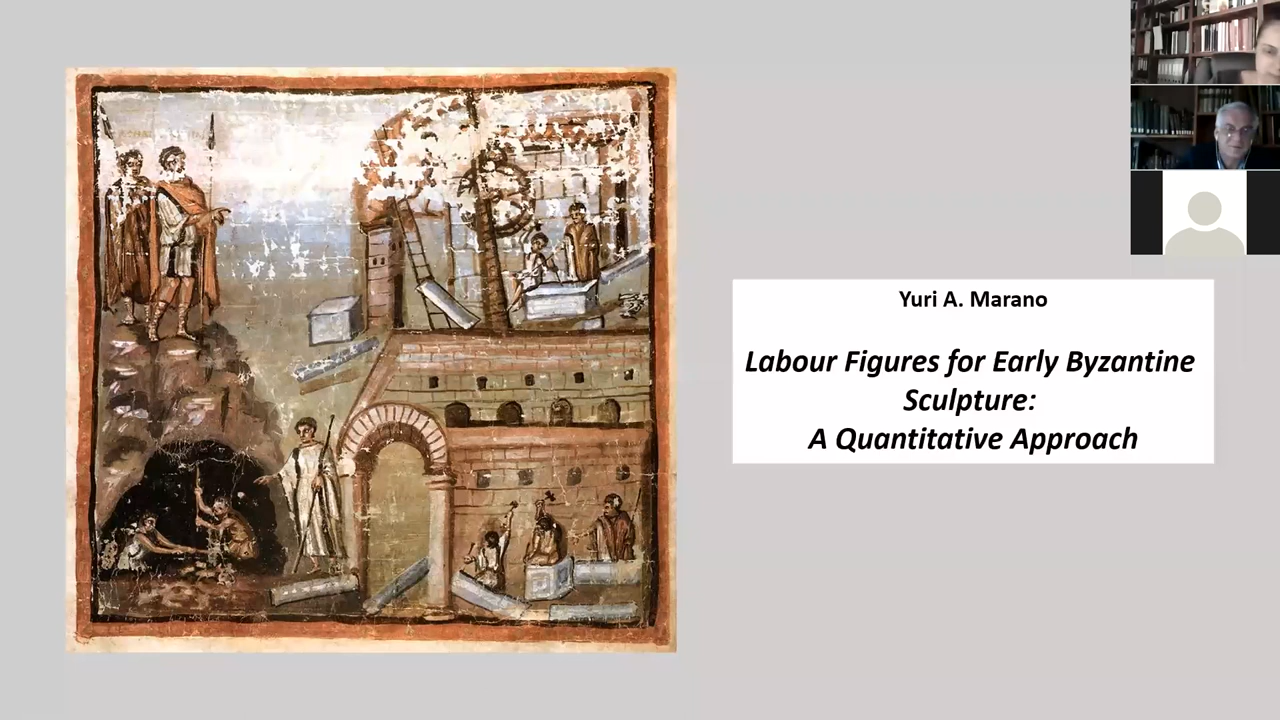 Yuri A. Marano
Labour Figures for Early Byzantine
Sculpture:
A Quantitative Approach